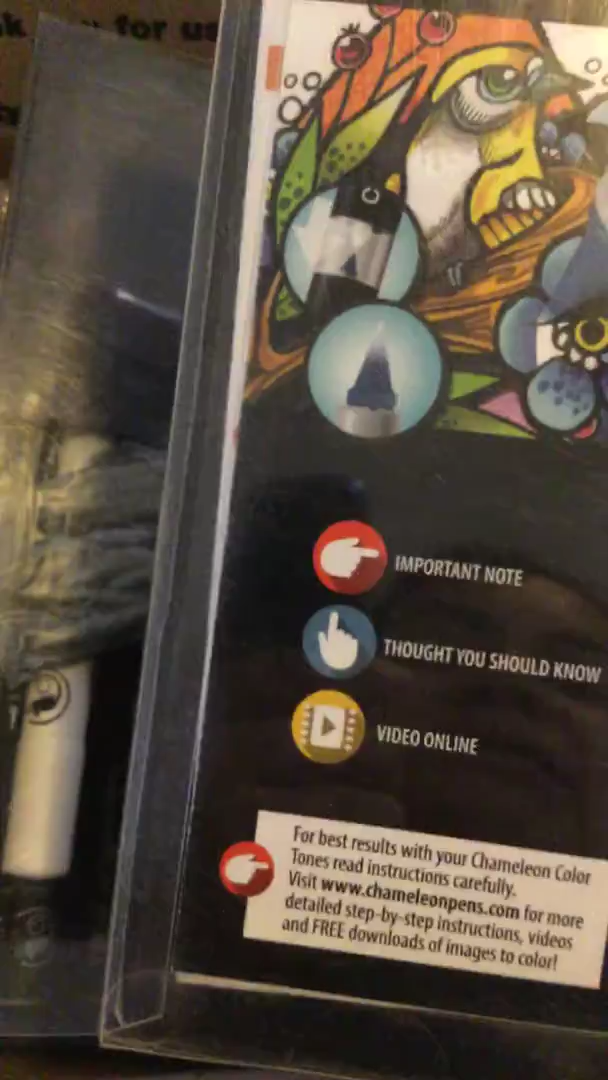 for us
IMPORTANT NOTE
THOUGHT YOU SHOULD KNOW
VIDEO ONLINE
For best results with your Chameleon Color
Tones read instructions carefully.
Visit www.chameleonpens.com for more
detailed step-by-step instructions, videos
and FREE downloads of images to color!